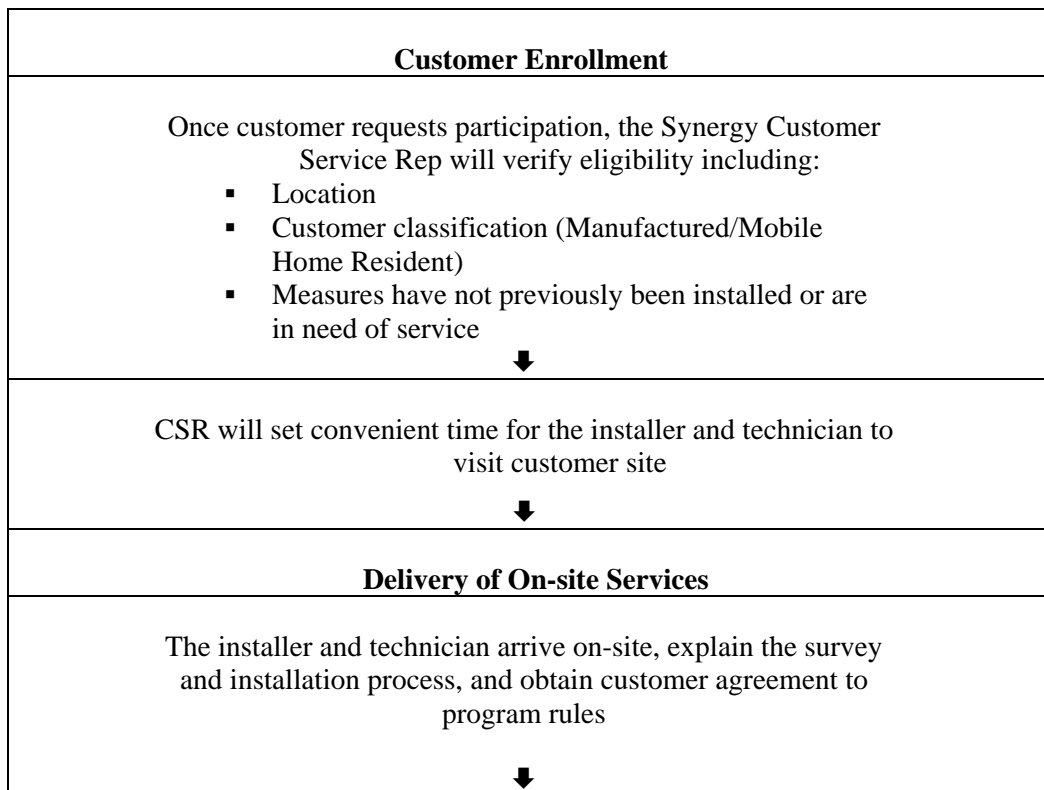 Customer Enrollment
Once customer requests participation, the Synergy Customer
Service Rep will verify eligibility including:
▪ Location
▪ Customer classification (Manufactured/Mobile
Home Resident)
▪ Measures have not previously been installed or are
in need of service
🡇
CSR will set convenient time for the installer and technician to
visit customer site
🡇
Delivery of On-site Services
The installer and technician arrive on-site, explain the survey
and installation process, and obtain customer agreement to
program rules
🡇